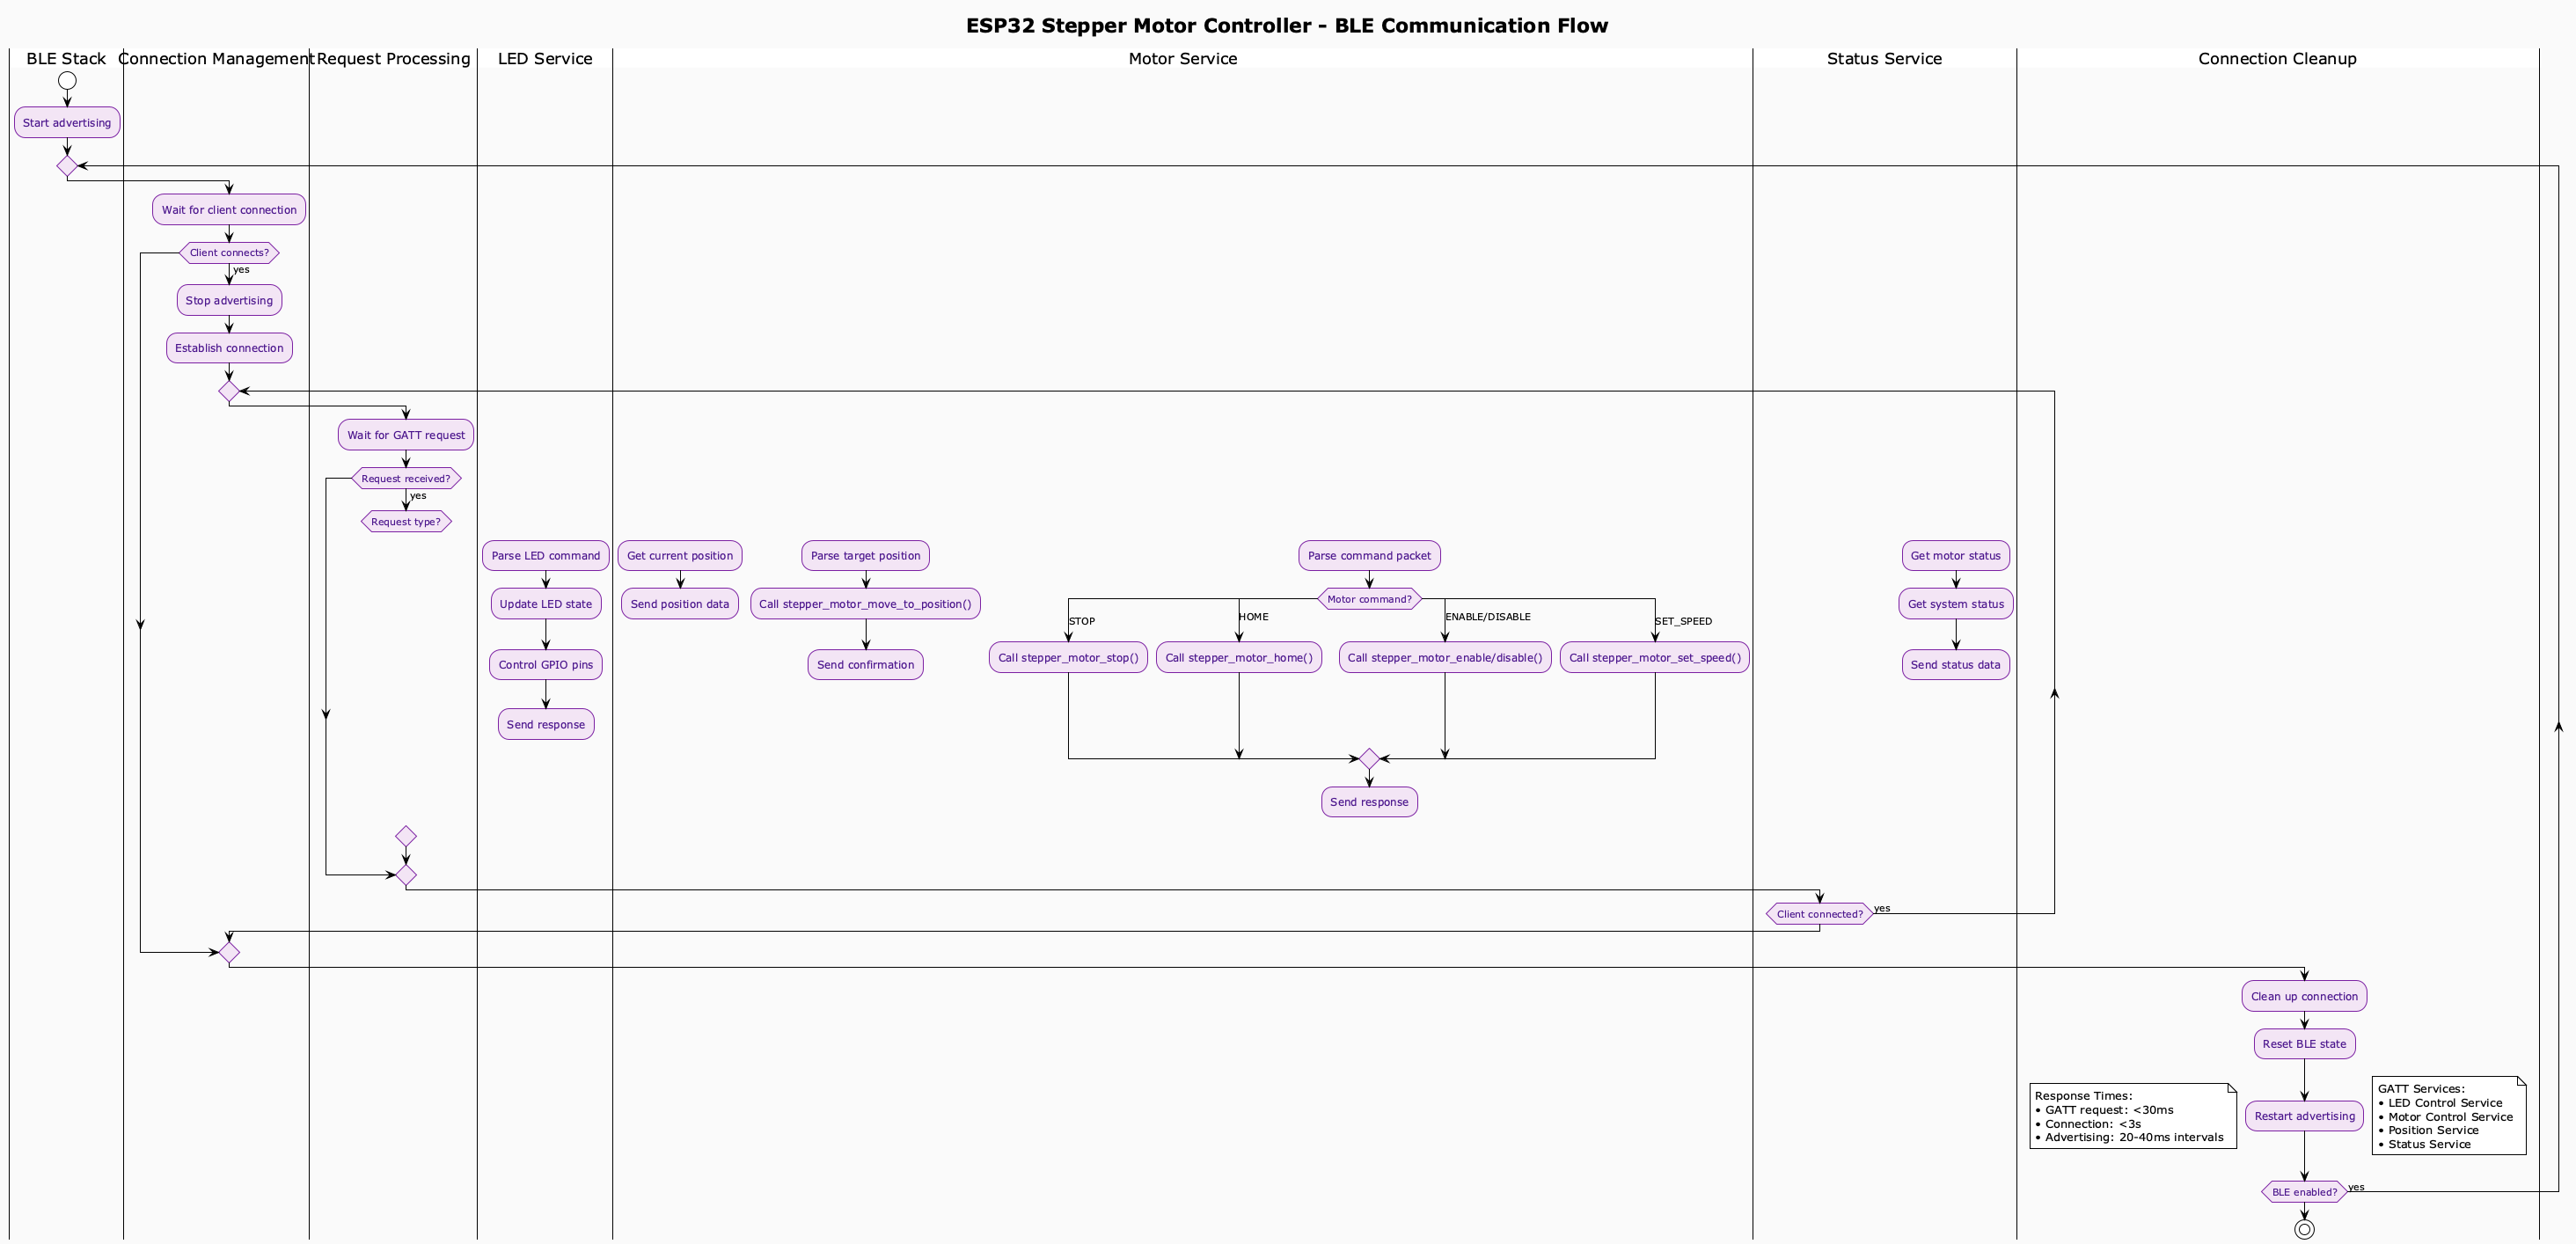 ESP32 Stepper Motor Controller - BLE Communication Flow
BLE Stack
Connection Management
Request Processing
LED Service
Motor Service
Status Service
Connection Cleanup
Start advertising
Wait for client connection
Client connects?
yes
Stop advertising
Establish connection
Wait for GATT request
Request received?
yes
Request type?
Parse LED command
Update LED state
Control GPIO pins
Send response
Get current position
Send position data
Parse target position
Call stepper_motor_move_to_position()
Send confirmation
Parse command packet
Motor command?
STOP
HOME
ENABLE/DISABLE
SET_SPEED
Call stepper_motor_stop()
Call stepper_motor_home()
Call stepper_motor_enable/disable()
Call stepper_motor_set_speed()
Send response
Get motor status
Get system status
Send status data
Client connected?
yes
Clean up connection
Reset BLE state
Response Times:
• GATT request: <30ms
• Connection: <3s
• Advertising: 20-40ms intervals
Restart advertising
GATT Services:
• LED Control Service
• Motor Control Service
• Position Service
• Status Service
BLE enabled?
yes